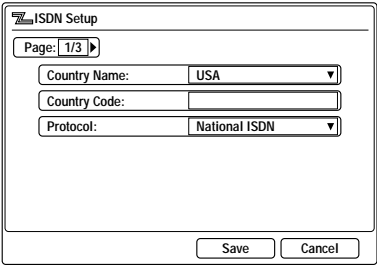 ISDN Setup
Page: 1/3
Country Name: USA
Country Code:
Protocol: National ISDN
Save Cancel